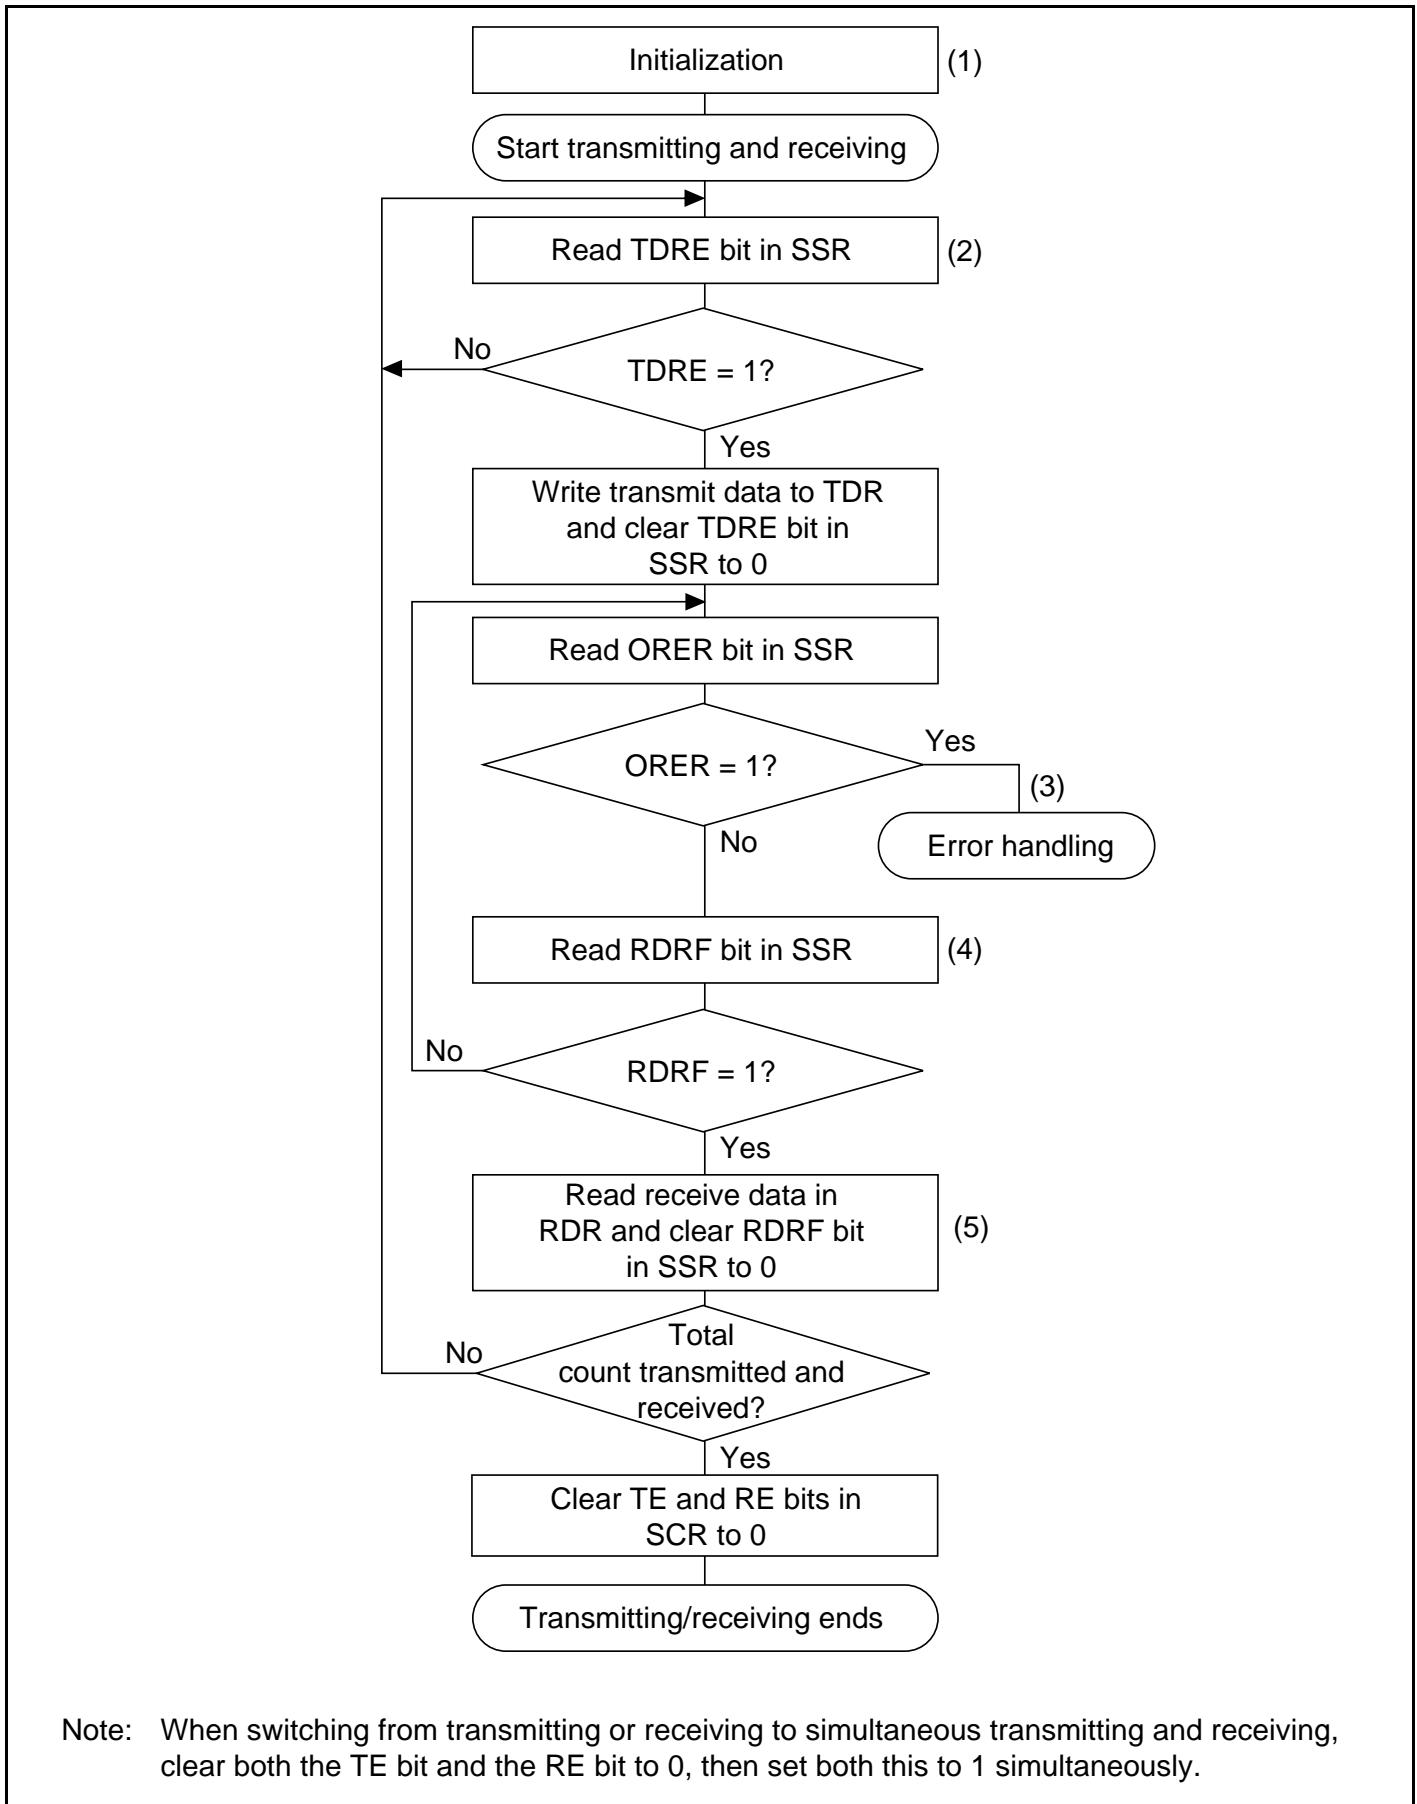 Initialization (1)
Start transmitting and receiving
Read TDRE bit in SSR (2)
No
TDRE = 1?
Yes
Write transmit data to TDR
and clear TDRE bit in
SSR to 0
Read ORER bit in SSR
Yes
ORER = 1?
(3)
No
Error handling
Read RDRF bit in SSR (4)
No
RDRF = 1?
Yes
Read receive data in
RDR and clear RDRF bit
in SSR to 0
(5)
Total
No
count transmitted and
received?
Yes
Clear TE and RE bits in
SCR to 0
Transmitting/receiving ends
Note: When switching from transmitting or receiving to simultaneous transmitting and receiving,
clear both the TE bit and the RE bit to 0, then set both this to 1 simultaneously.